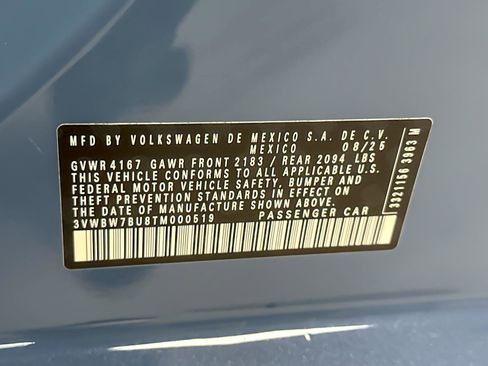 MFD BY VOLKSWAGEN DE MEXICO S.A. DE C.V.
MEXICO 08/25
GVWR 4167 GAWR FRONT 2183 / REAR 2094 LBS
THIS VEHICLE CONFORMS TO ALL APPLICABLE U.S.
FEDERAL MOTOR VEHICLE SAFETY, BUMPER AND
THEFT PREVENTION STANDARDS IN EFFECT ON
THE DATE OF MANUFACTURE SHOWN ABOVE.
3VWBW7BU8TM000519 PASSENGER CAR
3321156 3963 M